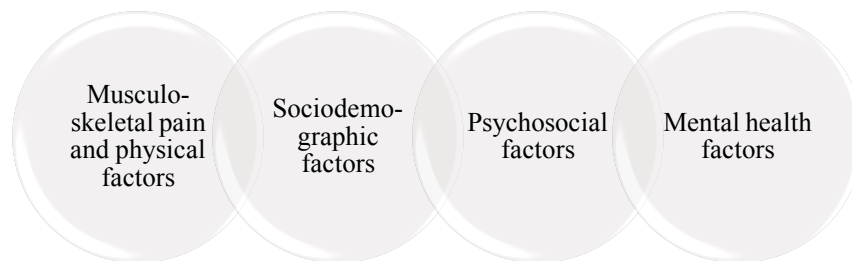 Musculo-
skeletal pain
and physical
factors
Sociodemo-
graphic
factors
Psychosocial
factors
Mental health
factors